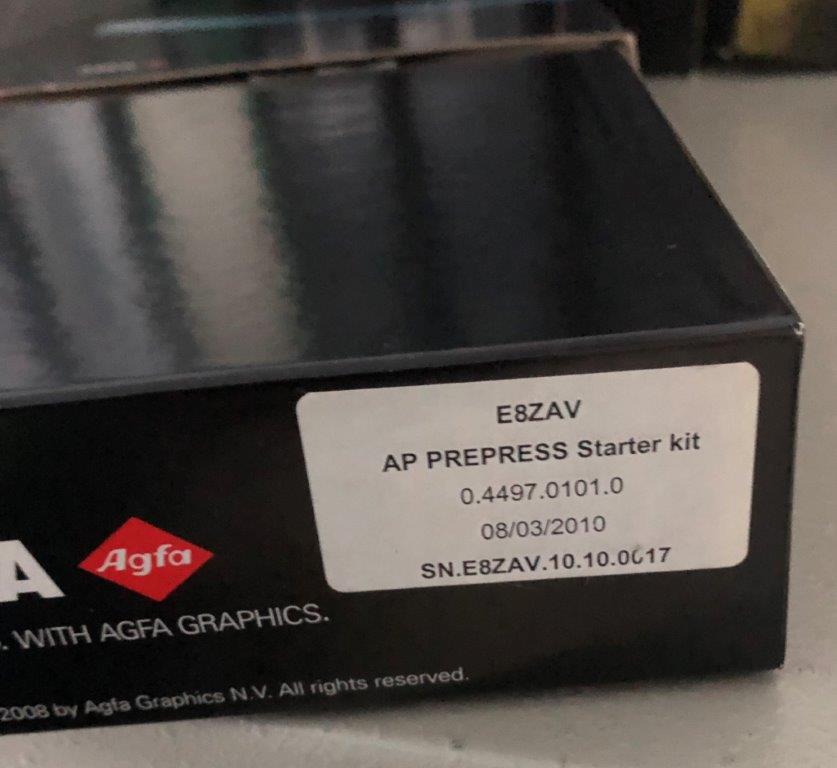 E8ZAV
AP PREPRESS Starter kit
0.4497.0101.0
08/03/2010
SN.E8ZAV.10.10.0017
A
Agfa
. WITH AGFA GRAPHICS.
2008 by Agfa Graphics N.V. All rights reserved.